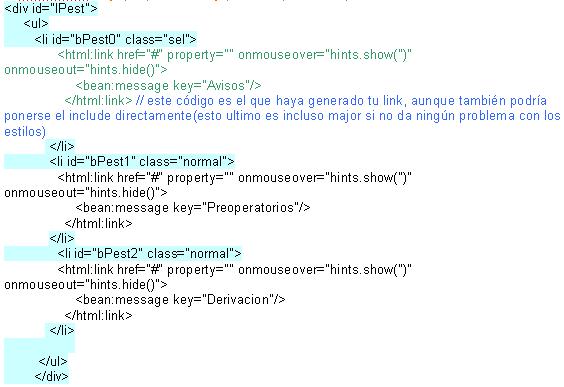 <div id="lPest">
<ul>
<li id="bPest0" class="sel">
<html:link href="#" property="" onmouseover="hints.show('')"
onmouseout="hints.hide()">
<bean:message key="Avisos"/>
</html:link> // este código es el que haya generado tu link, aunque también podría
ponerse el include directamente(esto ultimo es incluso major si no da ningún problema con los
estilos)
</li>
<li id="bPest1" class="normal">
<html:link href="#" property="" onmouseover="hints.show('')"
onmouseout="hints.hide()">
<bean:message key="Preoperatorios"/>
</html:link>
</li>
<li id="bPest2" class="normal">
<html:link href="#" property="" onmouseover="hints.show('')"
onmouseout="hints.hide()">
<bean:message key="Derivacion"/>
</html:link>
</li>
</ul>
</div>